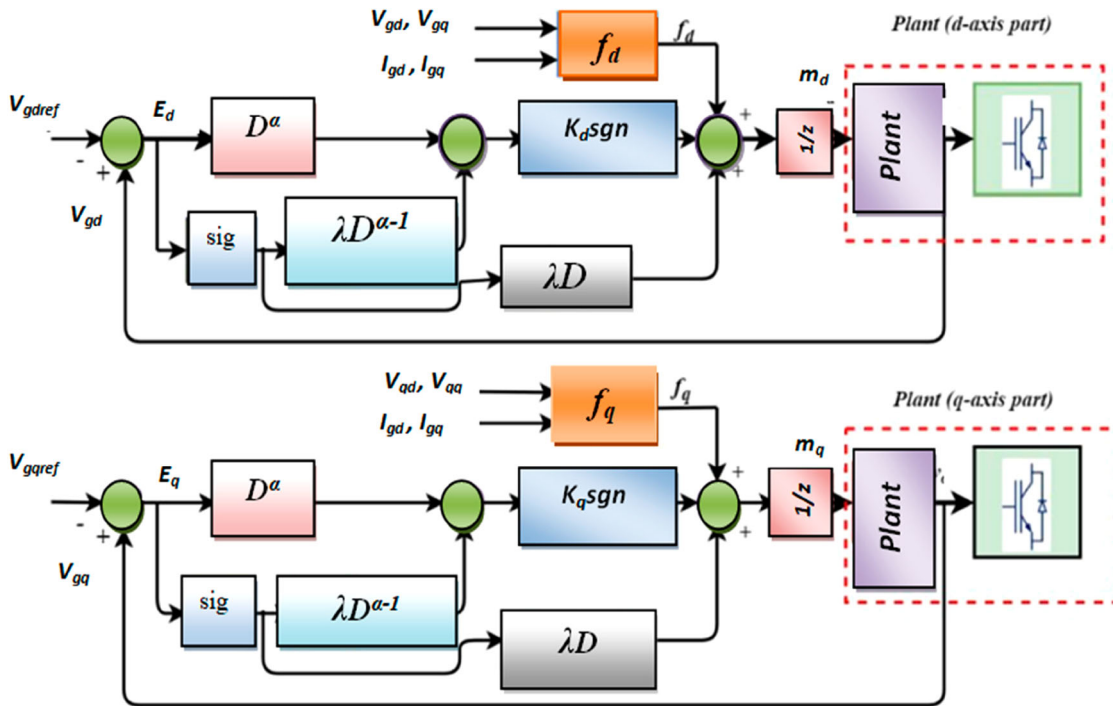 V_gd, V_gq
I_gd, I_gq
f_d
f_d
Plant (d-axis part)
V_gdref
E_d
D^α
K_d sgn
m_d
+
1/z
Plant
-
+
+
V_gd
sig
λD^α-1
λD
V_qd, V_qq
I_gd, I_gq
f_q
f_q
Plant (q-axis part)
V_gqref
E_q
D^α
K_q sgn
m_q
+
1/z
Plant
-
+
+
V_gq
sig
λD^α-1
λD